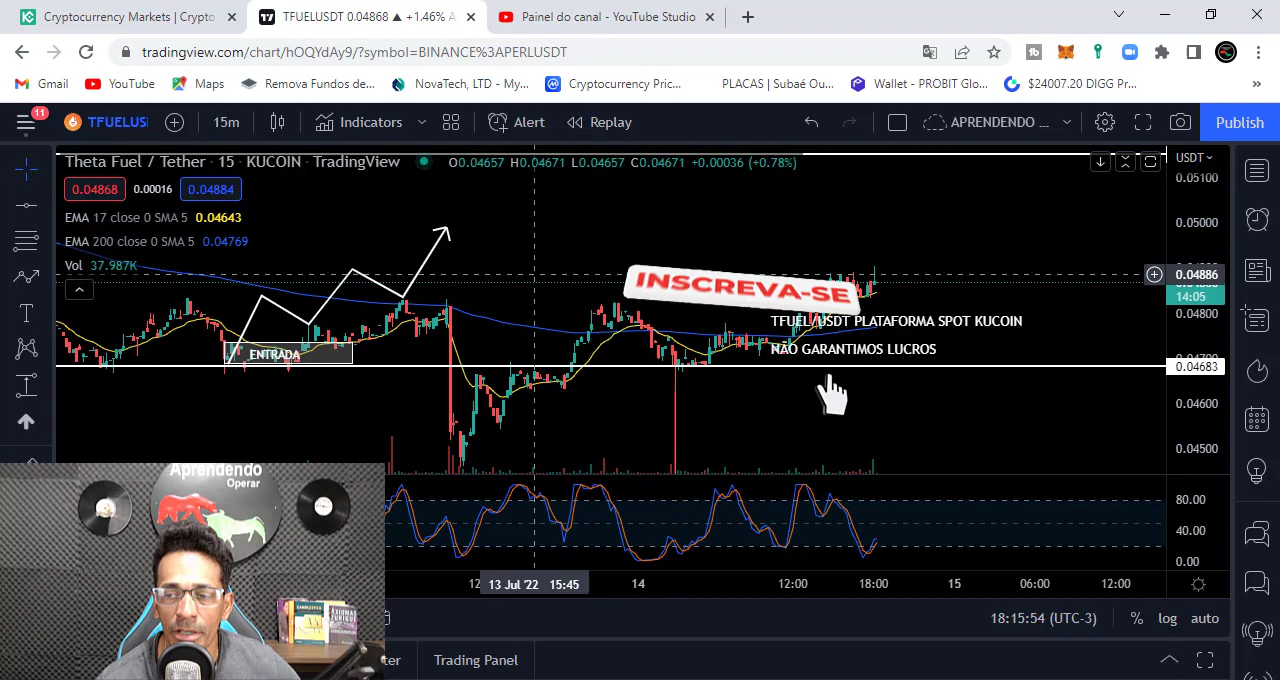 Cryptocurrency Markets | Crypto
TFUELUSDT 0.04868 ▲ +1.46% A
Painel do canal - YouTube Studio
tradingview.com/chart/hOQYdAy9/?symbol=BINANCE%3APERLUSDT
Gmail
YouTube
Maps
Remova Fundos de...
NovaTech, LTD - My...
Cryptocurrency Pric...
PLACAS | Subaé Ou...
Wallet - PROBIT Glo...
$24007.20 DIGG Pr...
»
11
TFUELUS
15m
Indicators
Alert
Replay
APRENDENDO ...
Publish
Theta Fuel / Tether · 15 · KUCOIN · TradingView
O0.04657 H0.04671 L0.04657 C0.04671 +0.00036 (+0.78%)
USDT
0.04868
0.00016
0.04884
EMA 17 close 0 SMA 5 0.04643
EMA 200 close 0 SMA 5 0.04769
Vol 37.987K
0.05100
0.05000
0.04886
14:05
0.04800
0.04683
0.04600
0.04500
INSCREVA-SE
TFUEL/USDT PLATAFORMA SPOT KUCOIN
ENTRADA
NÃO GARANTIMOS LUCROS
80.00
40.00
0.00
13 Jul '22 15:45
14
12:00
18:00
15
06:00
12:00
18:15:54 (UTC-3)
%
log
auto
Trading Panel
Aprendendo
Operar